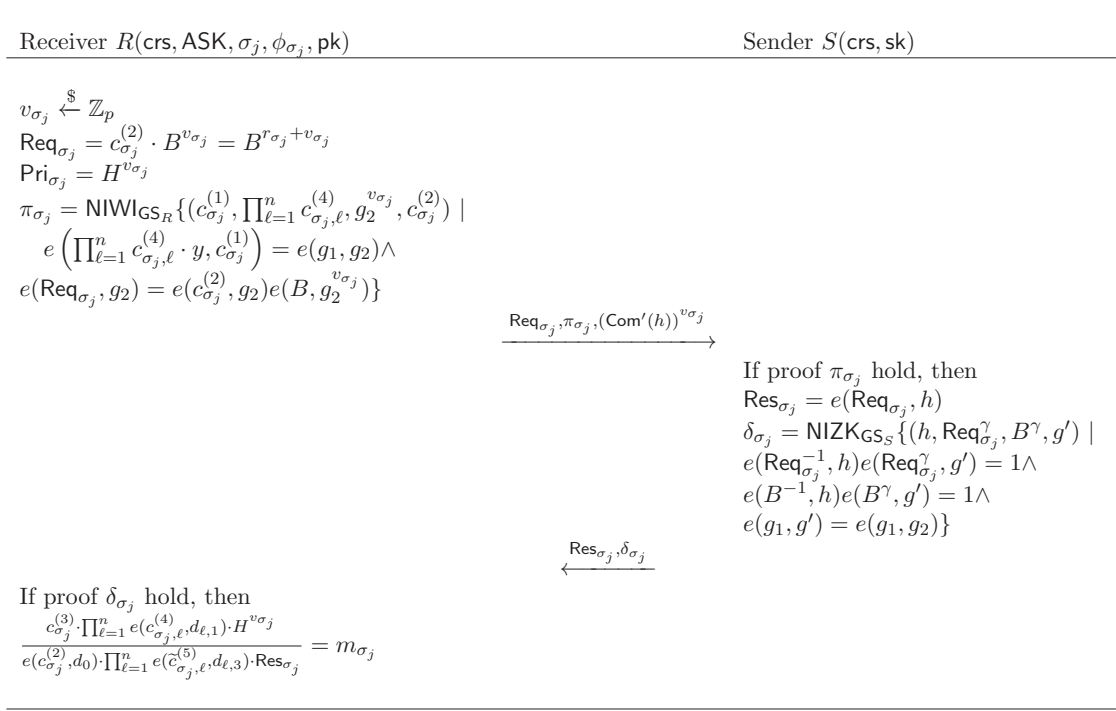 Receiver R(crs, ASK, σ_j, φ_{σ_j}, pk)
Sender S(crs, sk)
v_{σ_j} ←^{$} ℤ_p
Req_{σ_j} = c_{σ_j}^{(2)} · B^{v_{σ_j}} = B^{r_{σ_j}+v_{σ_j}}
Pri_{σ_j} = H^{v_{σ_j}}
π_{σ_j} = NIWI_{GS_R}{(c_{σ_j}^{(1)}, ∏_{ℓ=1}^{n} c_{σ_j,ℓ}^{(4)}, g_2^{v_{σ_j}}, c_{σ_j}^{(2)}) |
e(∏_{ℓ=1}^{n} c_{σ_j,ℓ}^{(4)} · y, c_{σ_j}^{(1)}) = e(g_1, g_2)∧
e(Req_{σ_j}, g_2) = e(c_{σ_j}^{(2)}, g_2)e(B, g_2^{v_{σ_j}})}
Req_{σ_j},π_{σ_j},(Com′(h))^{v_{σ_j}}
If proof π_{σ_j} hold, then
Res_{σ_j} = e(Req_{σ_j}, h)
δ_{σ_j} = NIZK_{GS_S}{(h, Req_{σ_j}^{γ}, B^{γ}, g′) |
e(Req_{σ_j}^{-1}, h)e(Req_{σ_j}^{γ}, g′) = 1∧
e(B^{-1}, h)e(B^{γ}, g′) = 1∧
e(g_1, g′) = e(g_1, g_2)}
Res_{σ_j},δ_{σ_j}
If proof δ_{σ_j} hold, then
\frac{c_{σ_j}^{(3)}·∏_{ℓ=1}^{n} e(c_{σ_j,ℓ}^{(4)},d_{ℓ,1})·H^{v_{σ_j}}}{e(c_{σ_j}^{(2)},d_0)·∏_{ℓ=1}^{n} e(\widetilde{c}_{σ_j,ℓ}^{(5)},d_{ℓ,3})·Res_{σ_j}} = m_{σ_j}